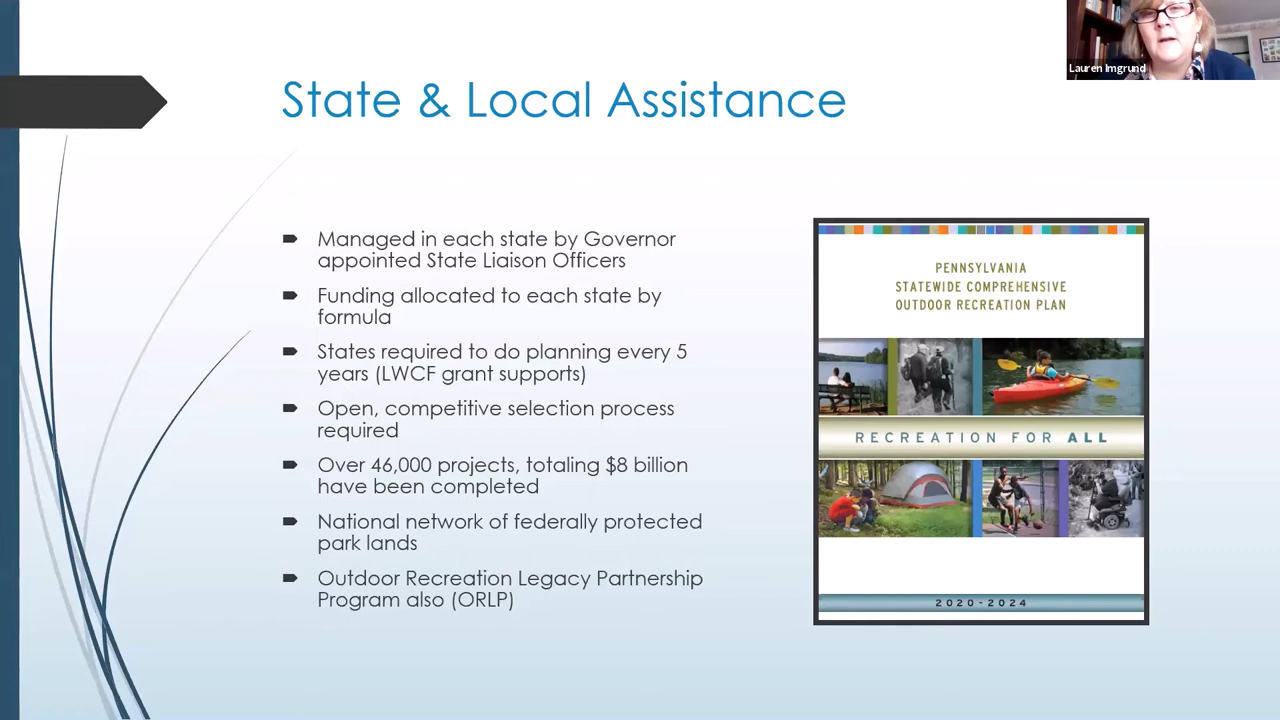 Lauren Imgrund
State & Local Assistance
Managed in each state by Governor
appointed State Liaison Officers
Funding allocated to each state by
formula
States required to do planning every 5
years (LWCF grant supports)
Open, competitive selection process
required
Over 46,000 projects, totaling $8 billion
have been completed
National network of federally protected
park lands
Outdoor Recreation Legacy Partnership
Program also (ORLP)
PENNSYLVANIA
STATEWIDE COMPREHENSIVE
OUTDOOR RECREATION PLAN
RECREATION FOR ALL
2020-2024